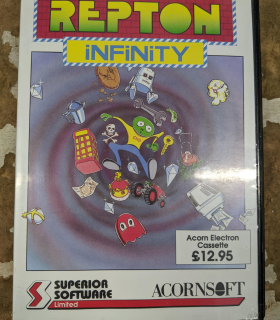 REPTON
iNFiNiTY
Acorn Electron
Cassette
£12.95
SUPERIOR
SOFTWARE
Limited
ACORNSOFT